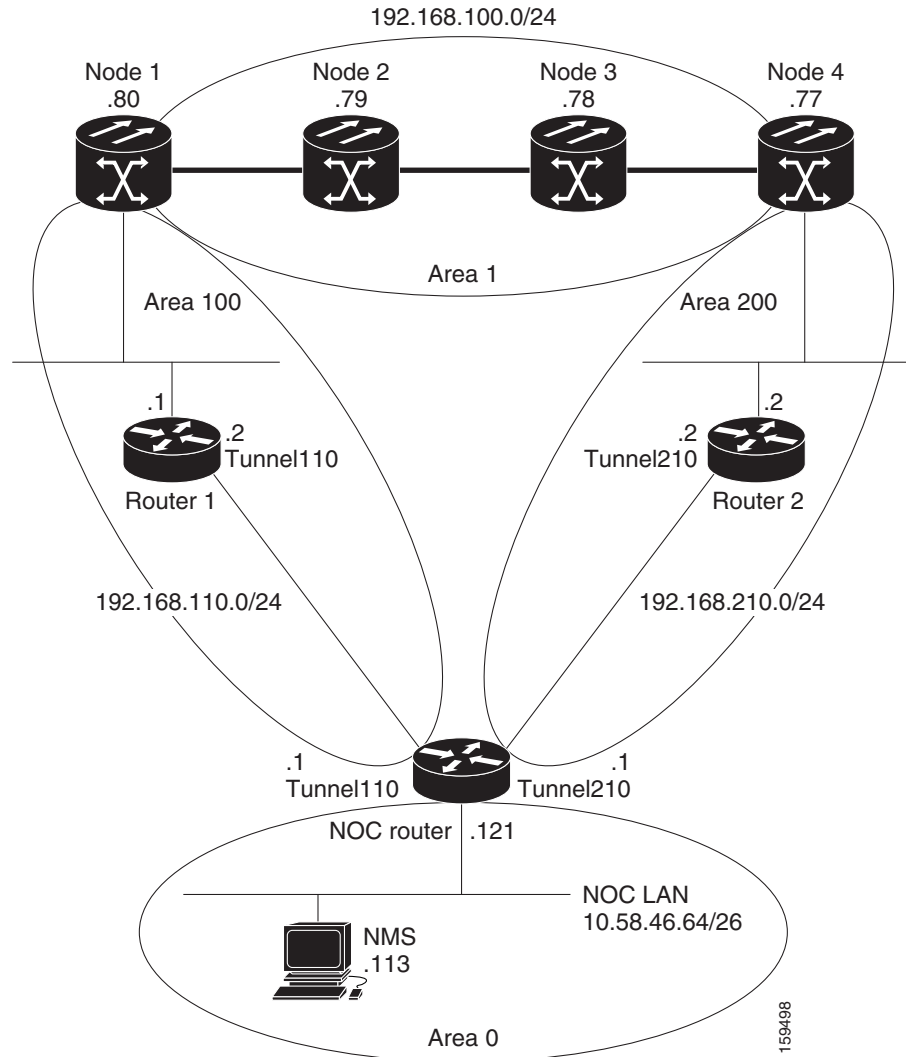 192.168.100.0/24
Node 1
.80
Node 2
.79
Node 3
.78
Node 4
.77
Area 1
Area 100
Area 200
.1
.2
Tunnel110
Router 1
.2
.2
Tunnel210
Router 2
192.168.110.0/24
192.168.210.0/24
.1
Tunnel110
.1
Tunnel210
NOC router
.121
NOC LAN
10.58.46.64/26
NMS
.113
Area 0
159498